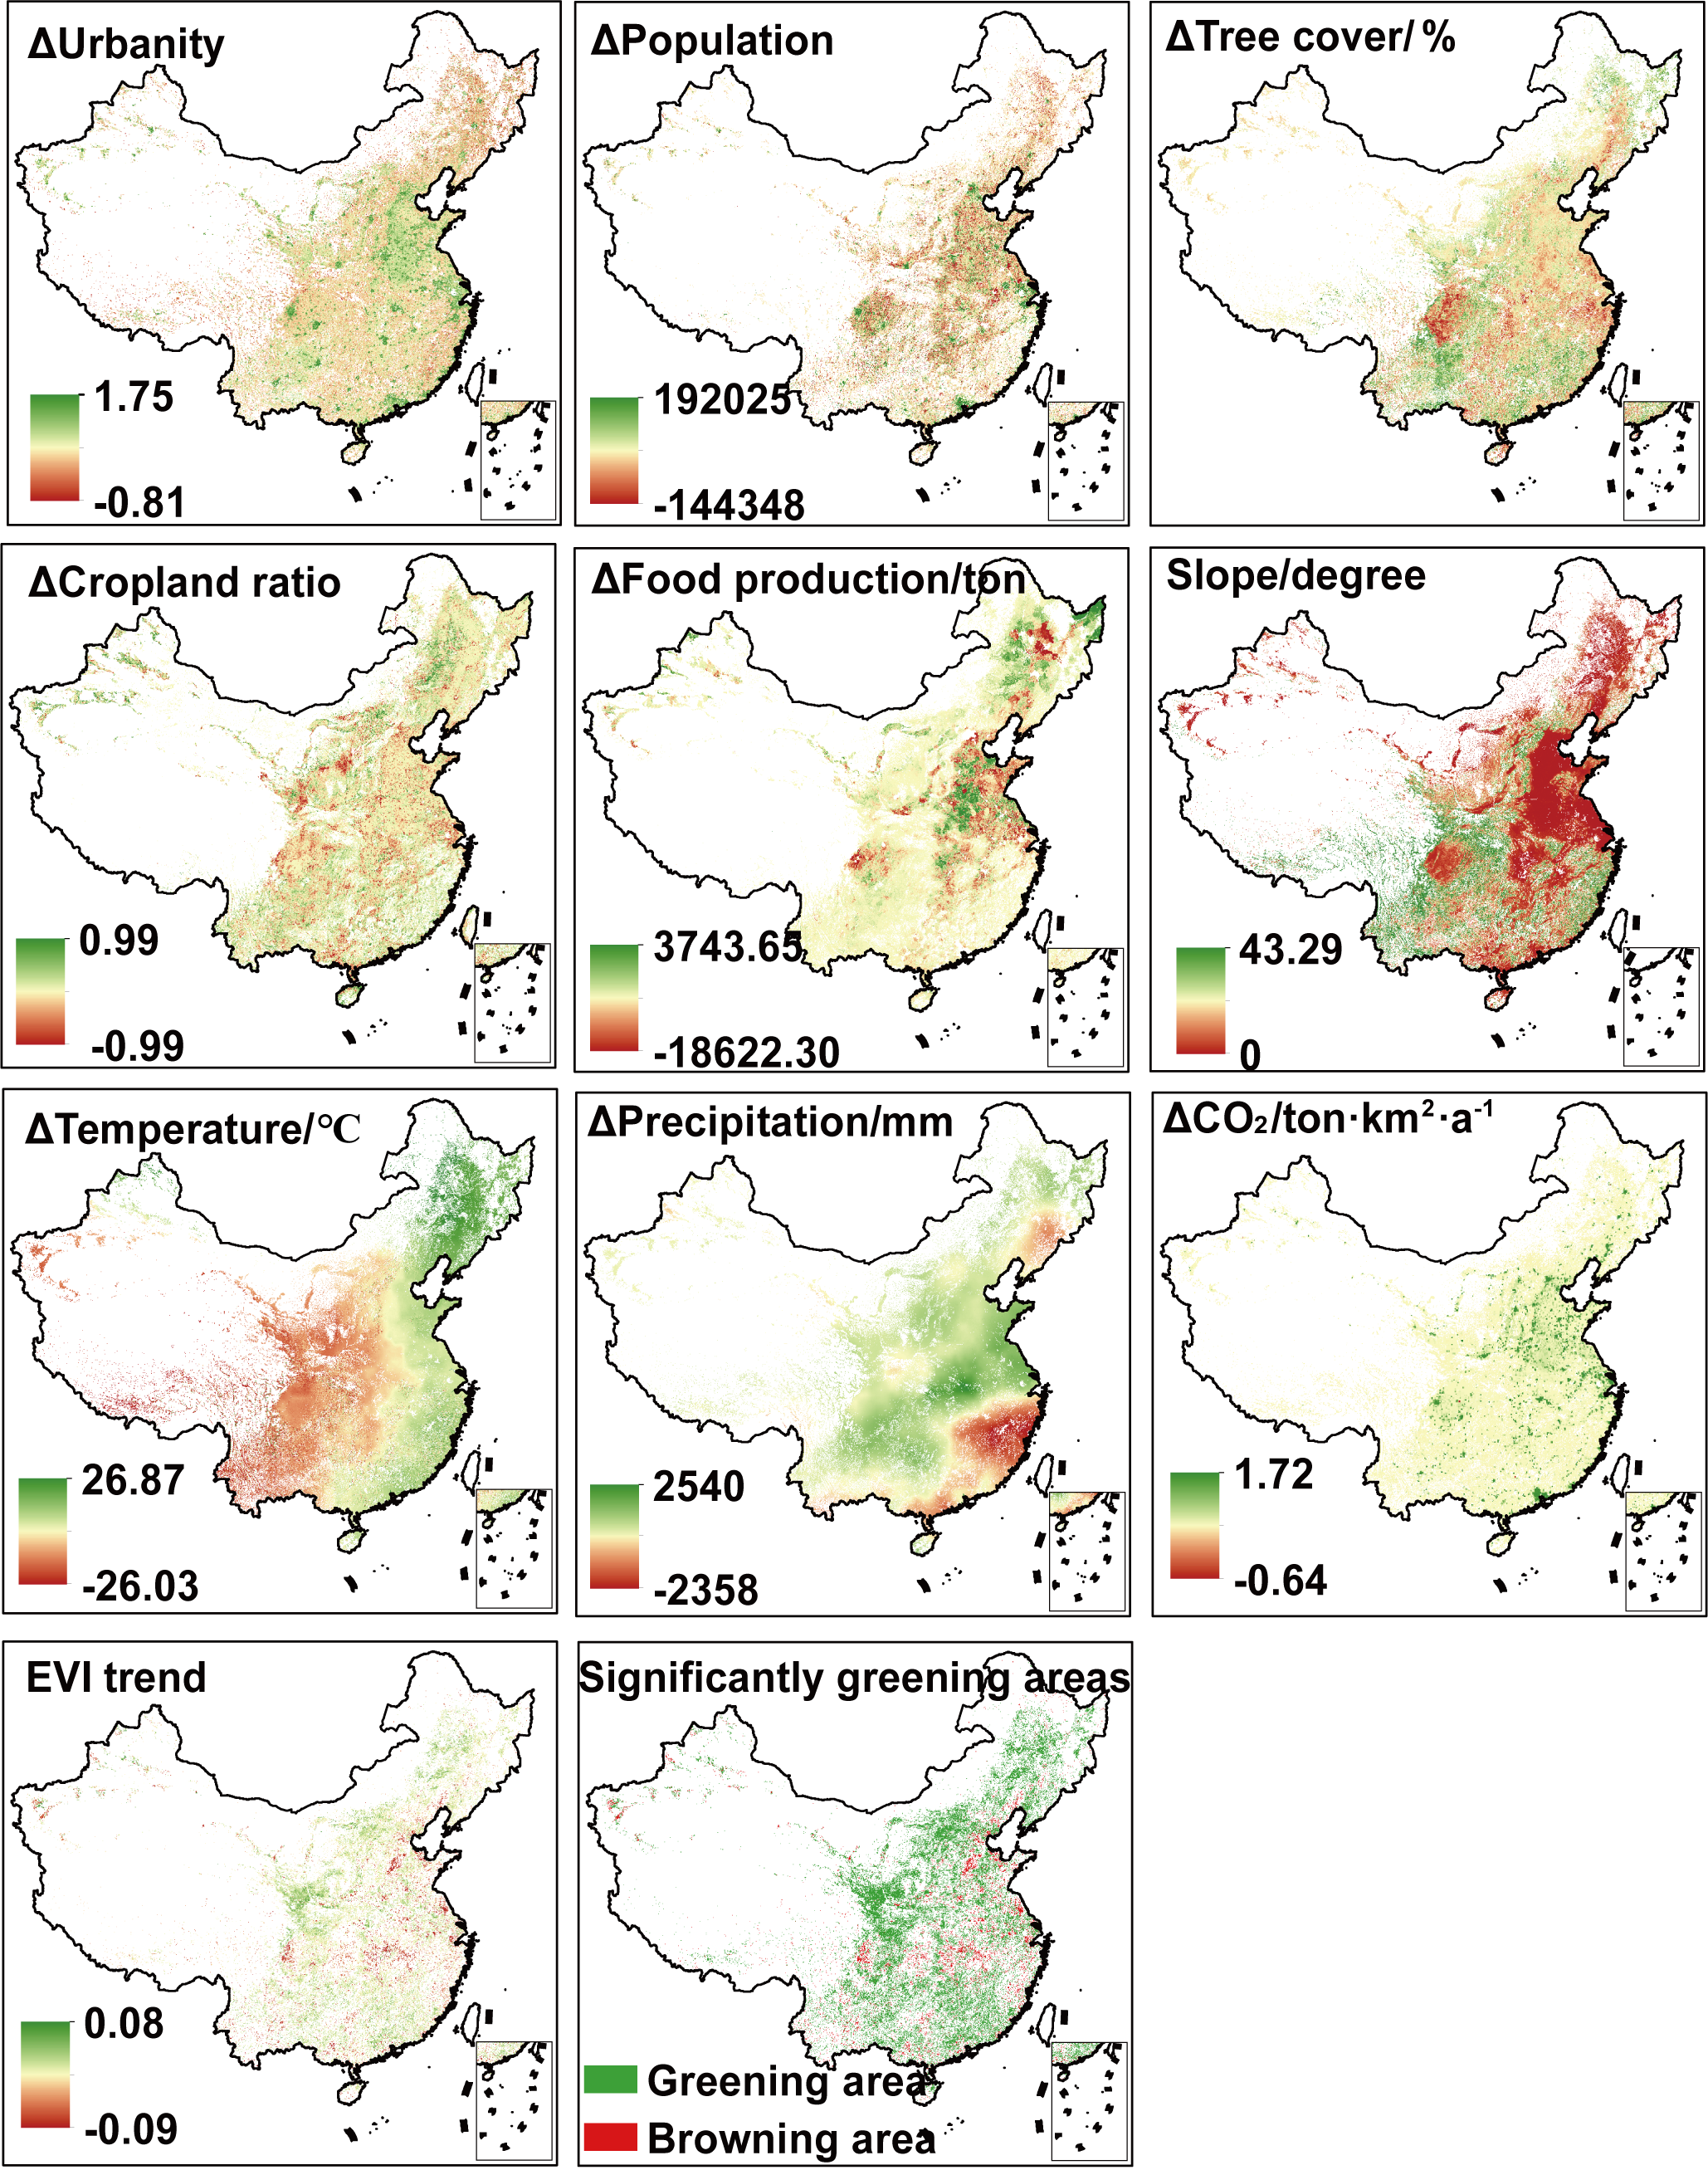 ΔUrbanity
1.75
-0.81
ΔPopulation
192025
-144348
ΔTree cover/%
ΔCropland ratio
0.99
-0.99
ΔFood production/ton
3743.65
-18622.30
Slope/degree
43.29
0
ΔTemperature/°C
26.87
-26.03
ΔPrecipitation/mm
2540
-2358
ΔCO₂/ton·km²·a⁻¹
1.72
-0.64
EVI trend
0.08
-0.09
Significantly greening areas
Greening area
Browning area